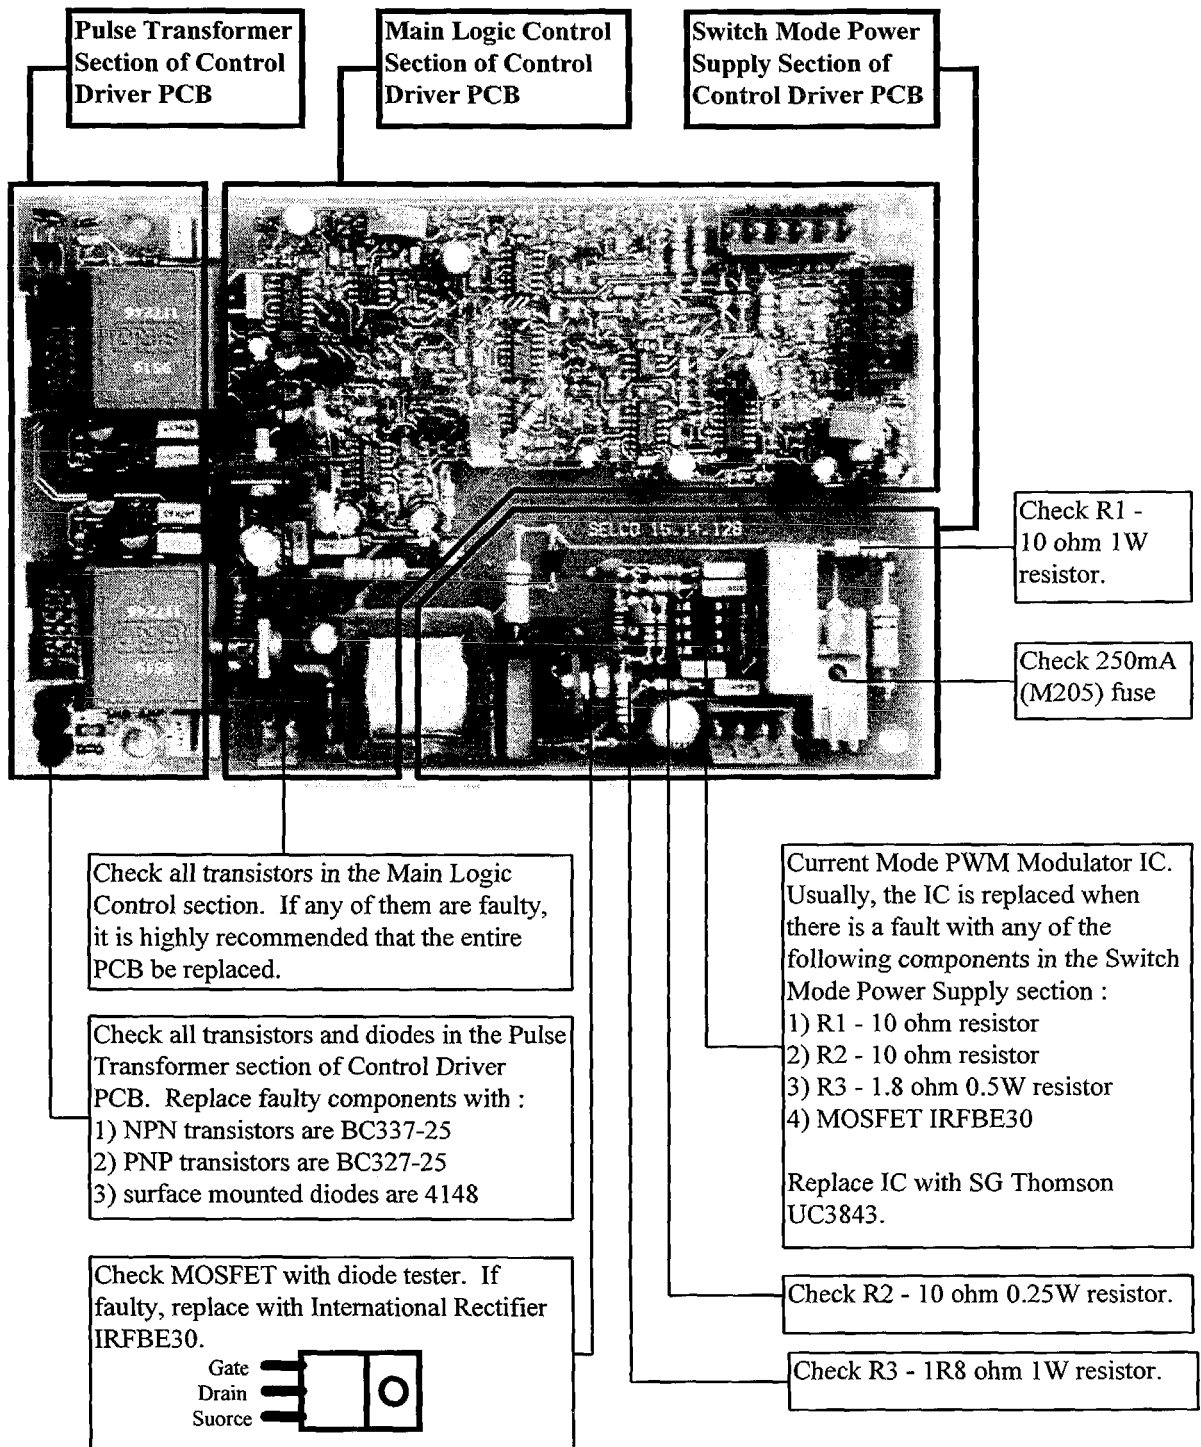 Pulse Transformer
Section of Control
Driver PCB
Main Logic Control
Section of Control
Driver PCB
Switch Mode Power
Supply Section of
Control Driver PCB
SELCO 15.14.128
Check R1 -
10 ohm 1W
resistor.
Check 250mA
(M205) fuse
Check all transistors in the Main Logic
Control section. If any of them are faulty,
it is highly recommended that the entire
PCB be replaced.
Check all transistors and diodes in the Pulse
Transformer section of Control Driver
PCB. Replace faulty components with :
1) NPN transistors are BC337-25
2) PNP transistors are BC327-25
3) surface mounted diodes are 4148
Check MOSFET with diode tester. If
faulty, replace with International Rectifier
IRFBE30.
Gate
Drain
Suorce
Current Mode PWM Modulator IC.
Usually, the IC is replaced when
there is a fault with any of the
following components in the Switch
Mode Power Supply section :
1) R1 - 10 ohm resistor
2) R2 - 10 ohm resistor
3) R3 - 1.8 ohm 0.5W resistor
4) MOSFET IRFBE30
Replace IC with SG Thomson
UC3843.
Check R2 - 10 ohm 0.25W resistor.
Check R3 - 1R8 ohm 1W resistor.